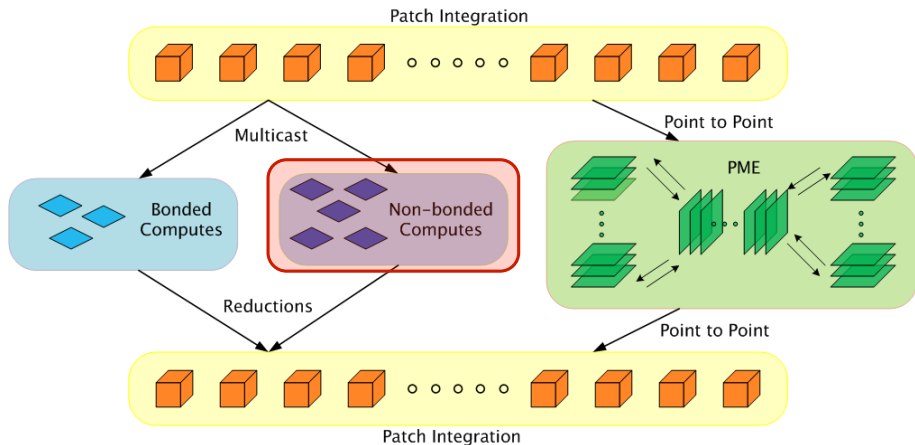 Patch Integration
Multicast
Point to Point
Bonded
Computes
Non-bonded
Computes
PME
Reductions
Point to Point
Patch Integration